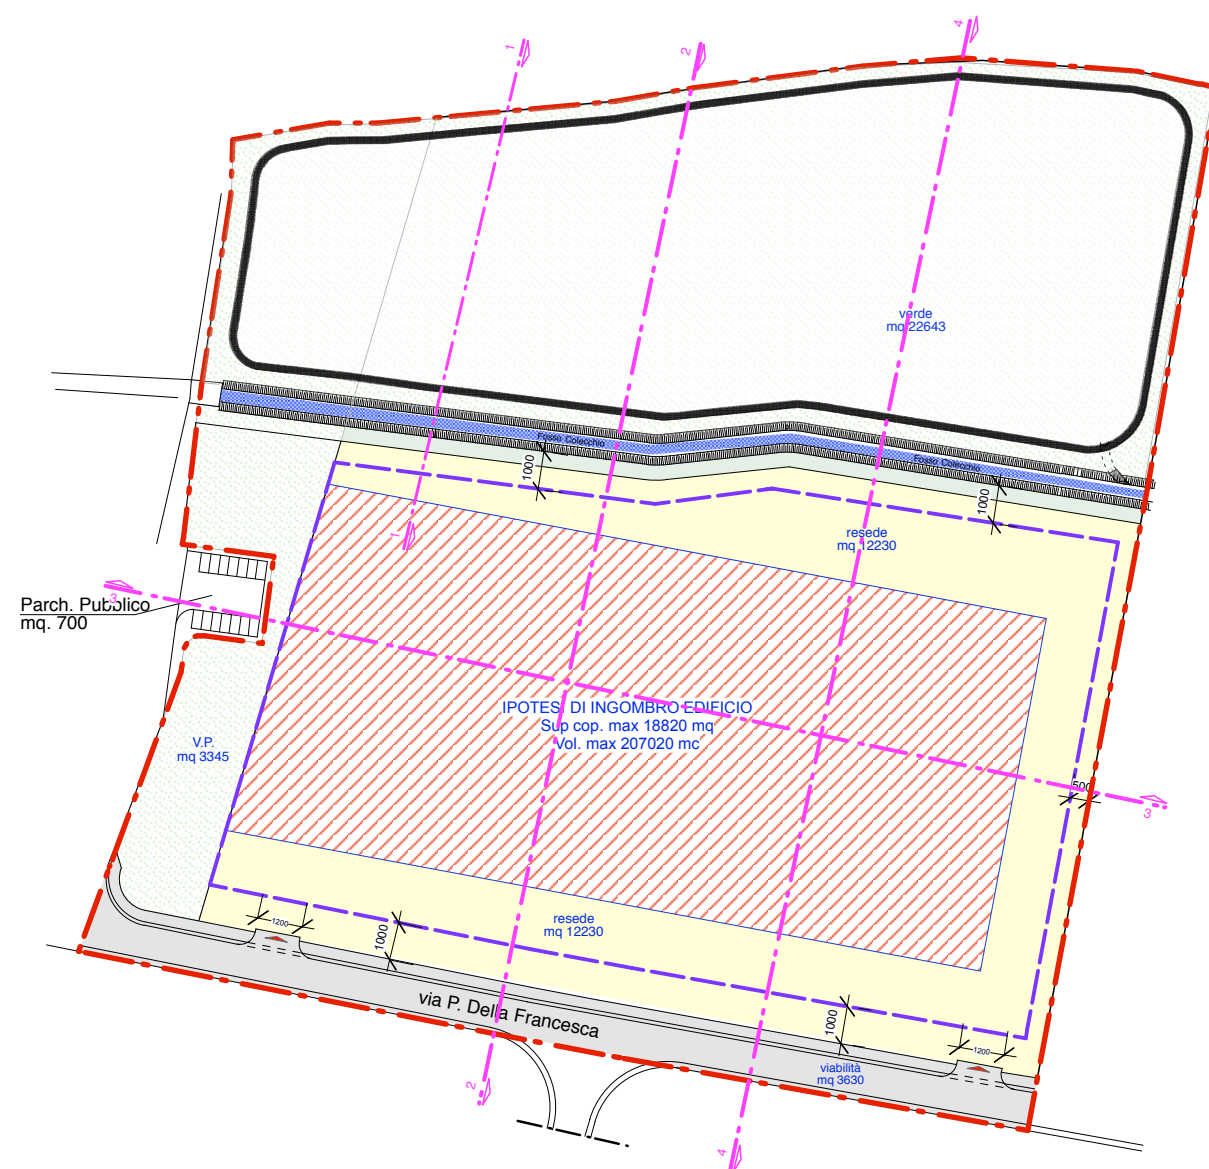 1
2
4
verde
mq 22643
Fosso Colecchio
Fosso Colecchio
1000
1000
resede
mq 12230
1
3
Parch. Pubblico
mq. 700
IPOTESI DI INGOMBRO EDIFICIO
Sup cop. max 18820 mq
Vol. max 207020 mc
V.P.
mq 3345
500
3
resede
mq 12230
1200
1000
via P. Della Francesca
1000
1200
viabilità
mq 3630
2
4